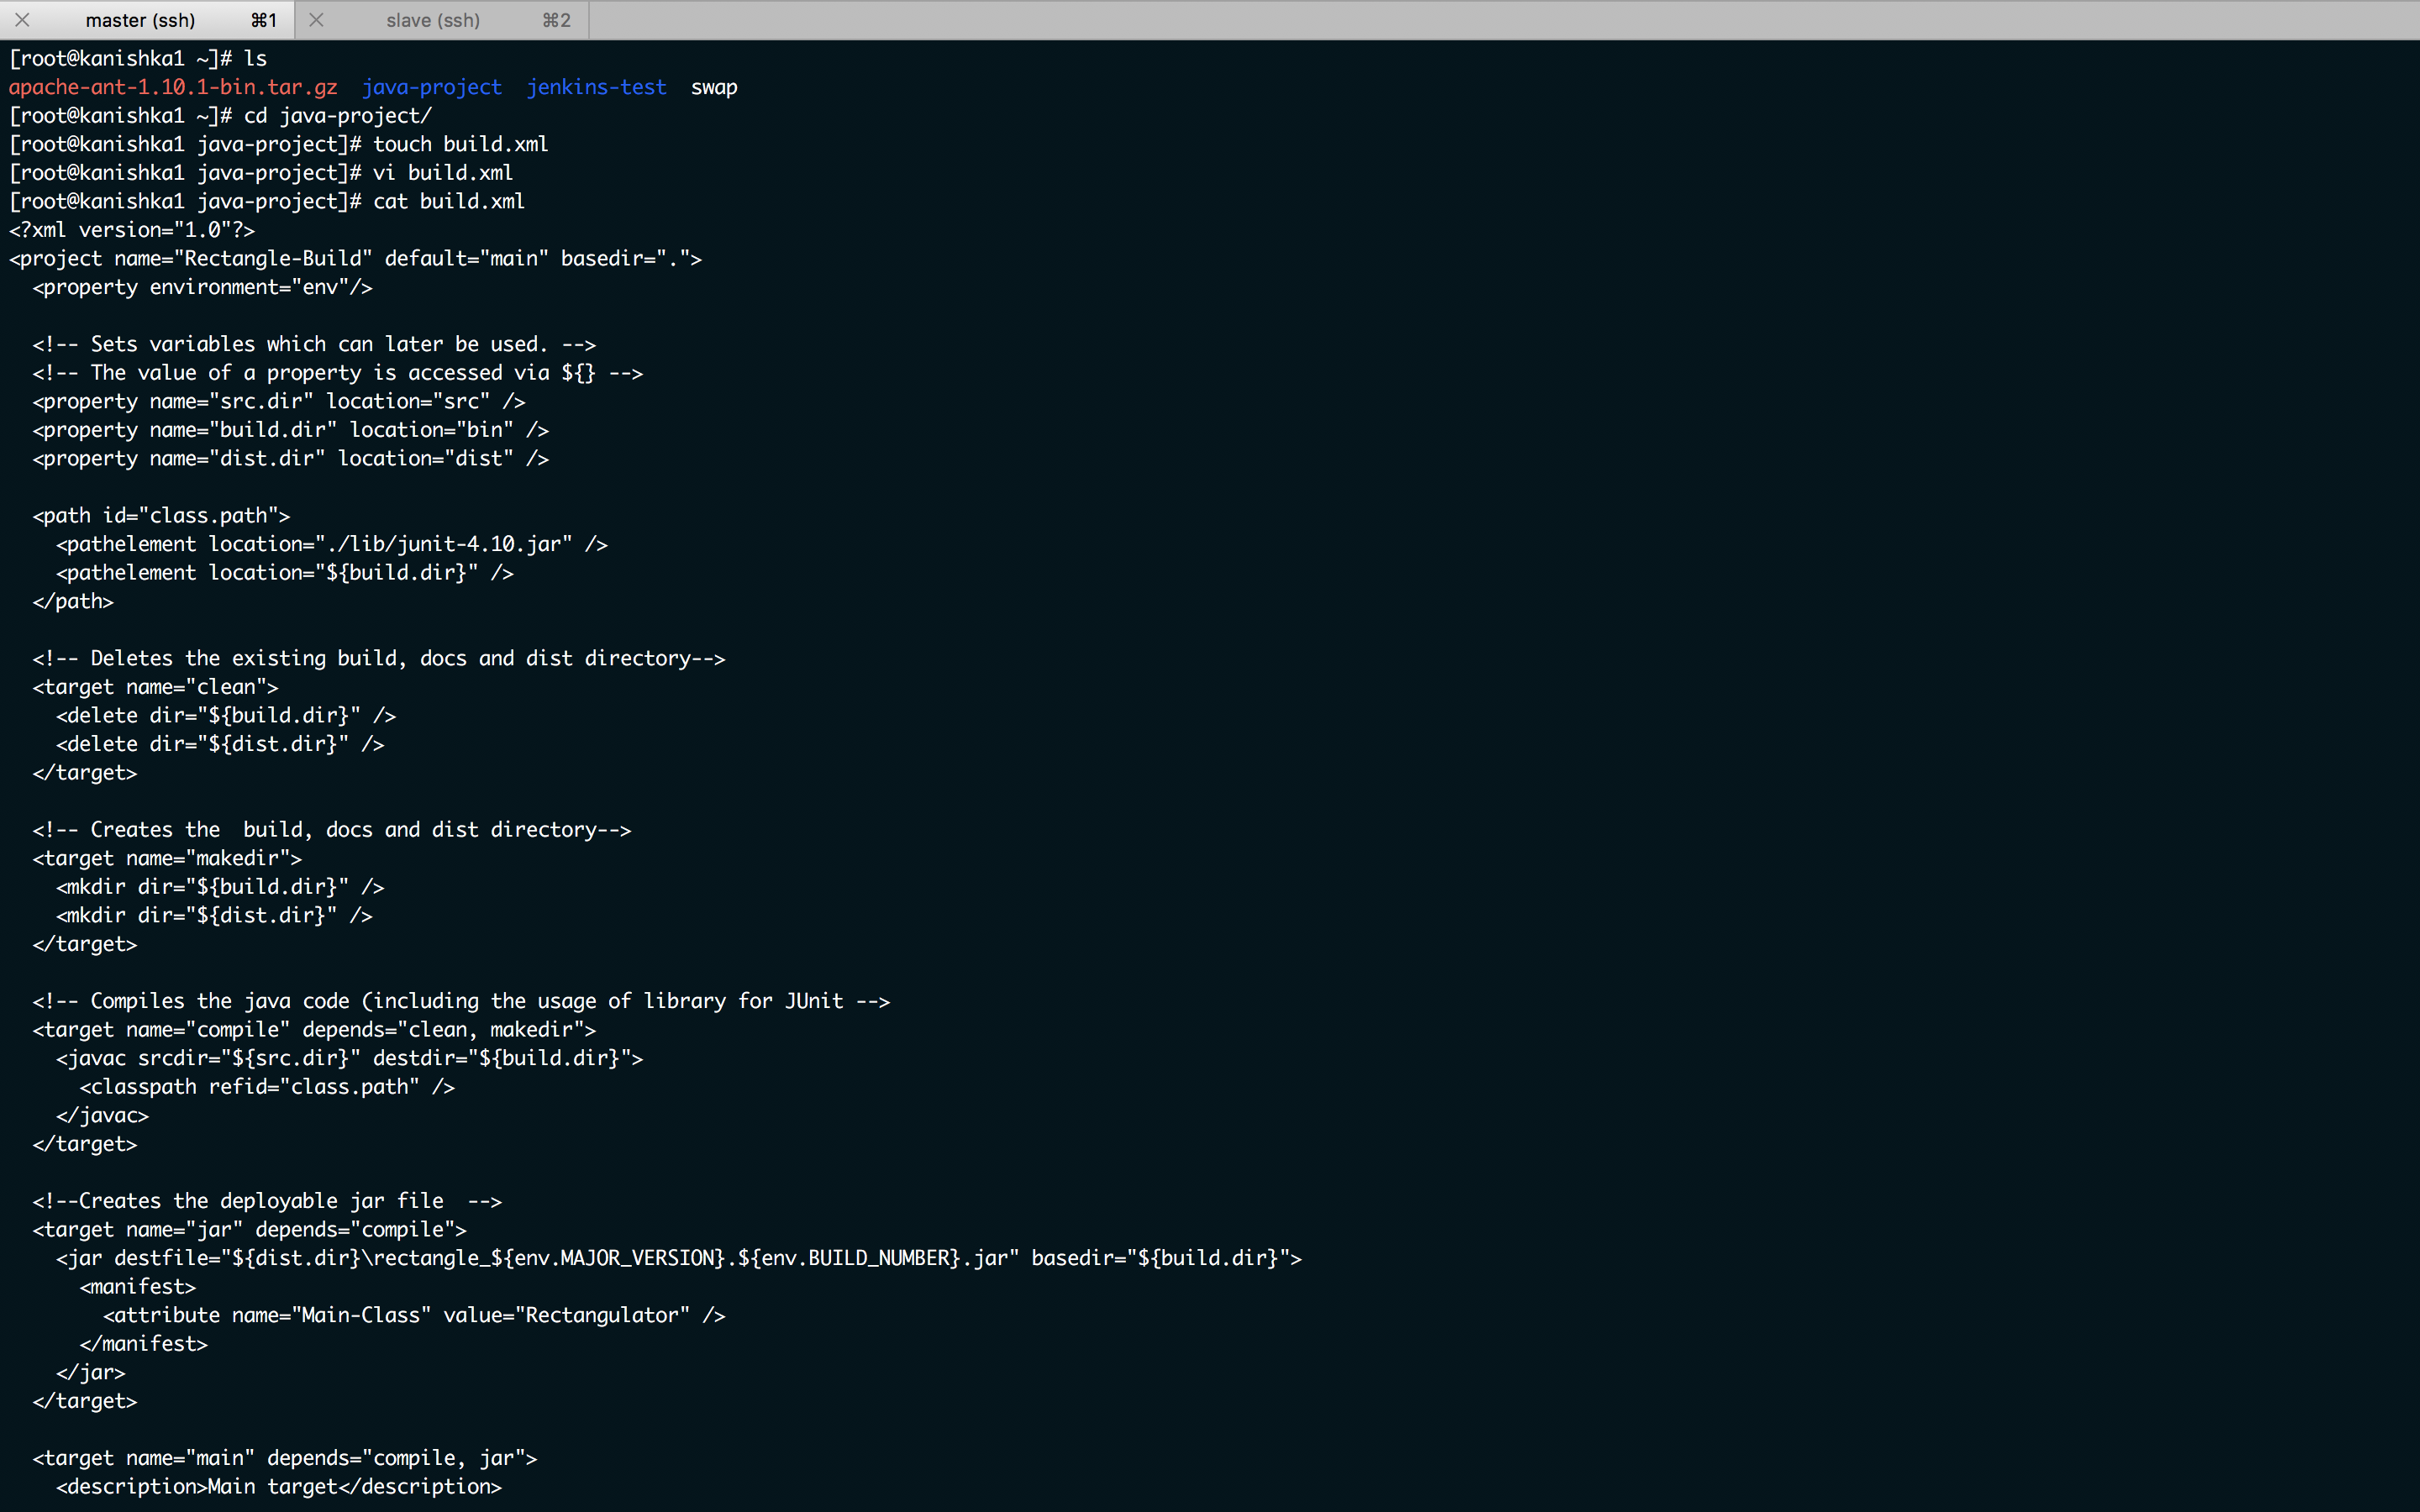 master (ssh) ⌘1 slave (ssh) ⌘2
[root@kanishka1 ~]# ls
apache-ant-1.10.1-bin.tar.gz  java-project  jenkins-test  swap
[root@kanishka1 ~]# cd java-project/
[root@kanishka1 java-project]# touch build.xml
[root@kanishka1 java-project]# vi build.xml
[root@kanishka1 java-project]# cat build.xml
<?xml version="1.0"?>
<project name="Rectangle-Build" default="main" basedir=".">
  <property environment="env"/>

  <!-- Sets variables which can later be used. -->
  <!-- The value of a property is accessed via ${} -->
  <property name="src.dir" location="src" />
  <property name="build.dir" location="bin" />
  <property name="dist.dir" location="dist" />

  <path id="class.path">
    <pathelement location="./lib/junit-4.10.jar" />
    <pathelement location="${build.dir}" />
  </path>

  <!-- Deletes the existing build, docs and dist directory-->
  <target name="clean">
    <delete dir="${build.dir}" />
    <delete dir="${dist.dir}" />
  </target>

  <!-- Creates the  build, docs and dist directory-->
  <target name="makedir">
    <mkdir dir="${build.dir}" />
    <mkdir dir="${dist.dir}" />
  </target>

  <!-- Compiles the java code (including the usage of library for JUnit -->
  <target name="compile" depends="clean, makedir">
    <javac srcdir="${src.dir}" destdir="${build.dir}">
      <classpath refid="class.path" />
    </javac>
  </target>

  <!--Creates the deployable jar file  -->
  <target name="jar" depends="compile">
    <jar destfile="${dist.dir}\rectangle_${env.MAJOR_VERSION}.${env.BUILD_NUMBER}.jar" basedir="${build.dir}">
      <manifest>
        <attribute name="Main-Class" value="Rectangulator" />
      </manifest>
    </jar>
  </target>

  <target name="main" depends="compile, jar">
    <description>Main target</description>